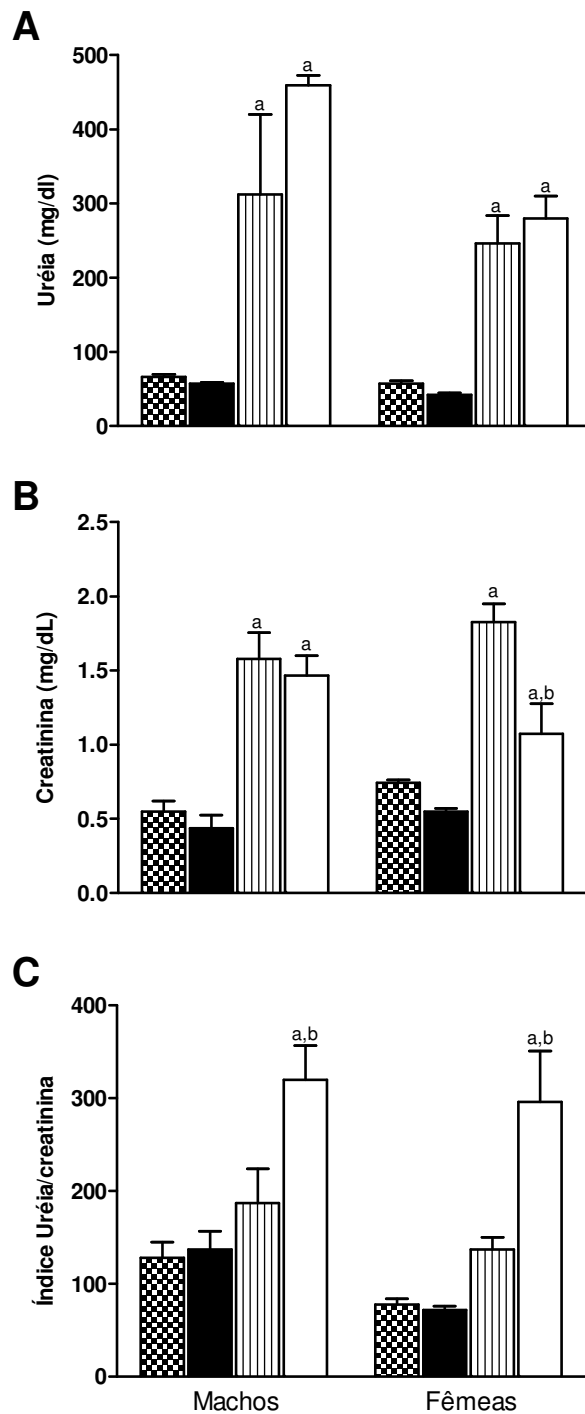 A
Uréia (mg/dl)
500
400
300
200
100
0
a
a
a
a
B
Creatinina (mg/dL)
2.5
2.0
1.5
1.0
0.5
0.0
a
a
a
a,b
C
Índice Uréia/creatinina
400
300
200
100
0
a,b
a,b
Machos
Fêmeas